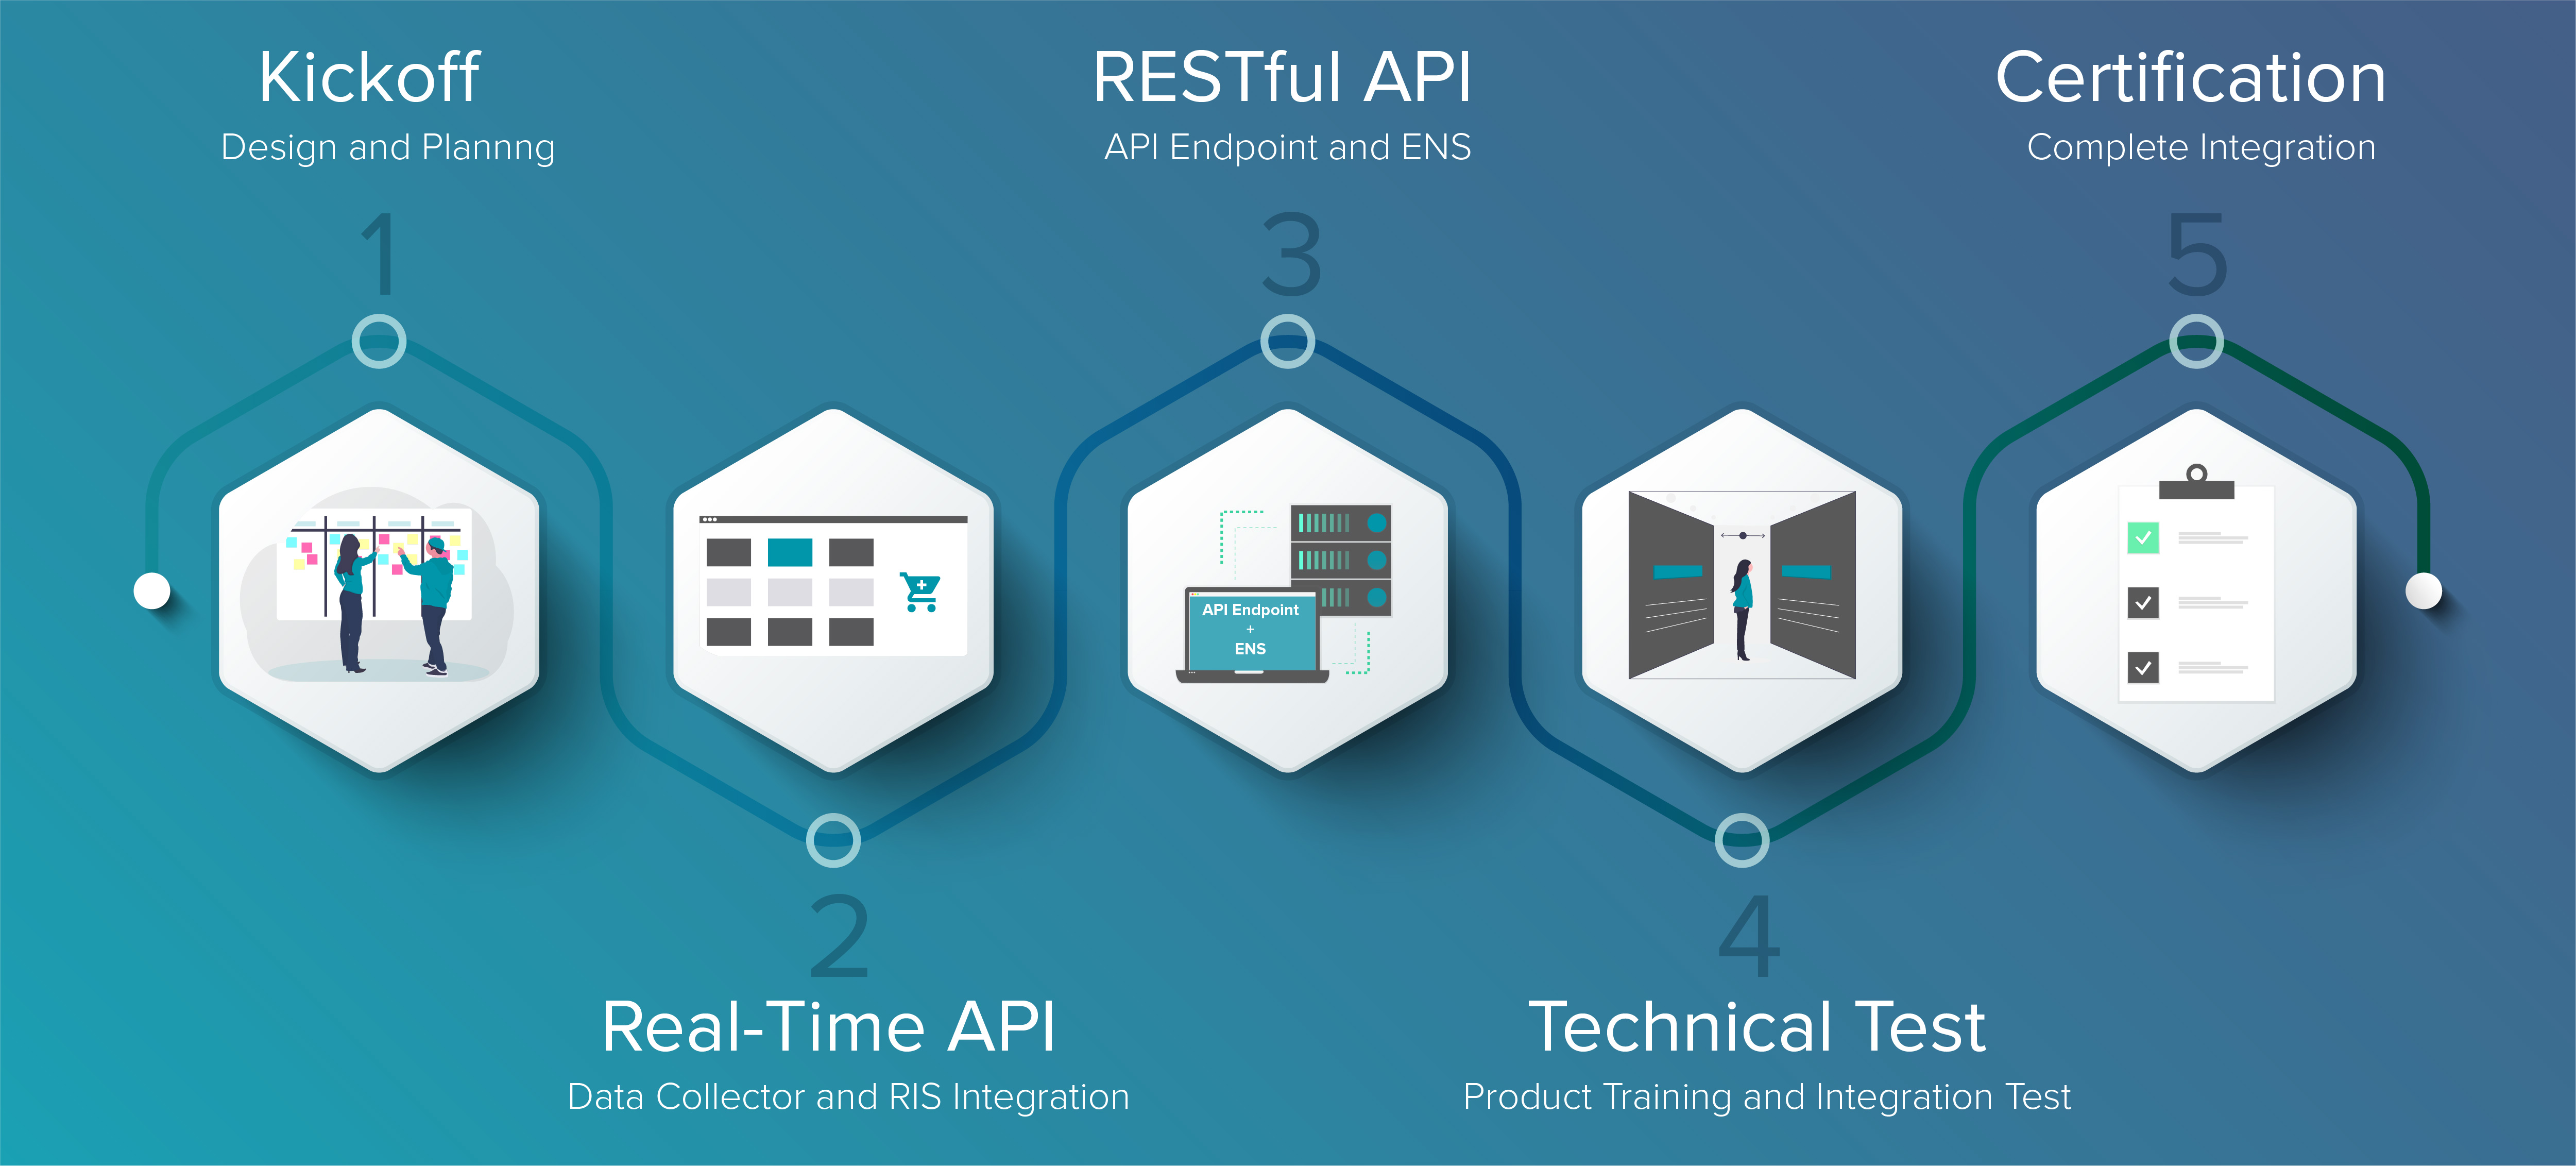 Kickoff
Design and Plannng
1
2
Real-Time API
Data Collector and RIS Integration
RESTful API
API Endpoint and ENS
3
API Endpoint
+
ENS
4
Technical Test
Product Training and Integration Test
Certification
Complete Integration
5